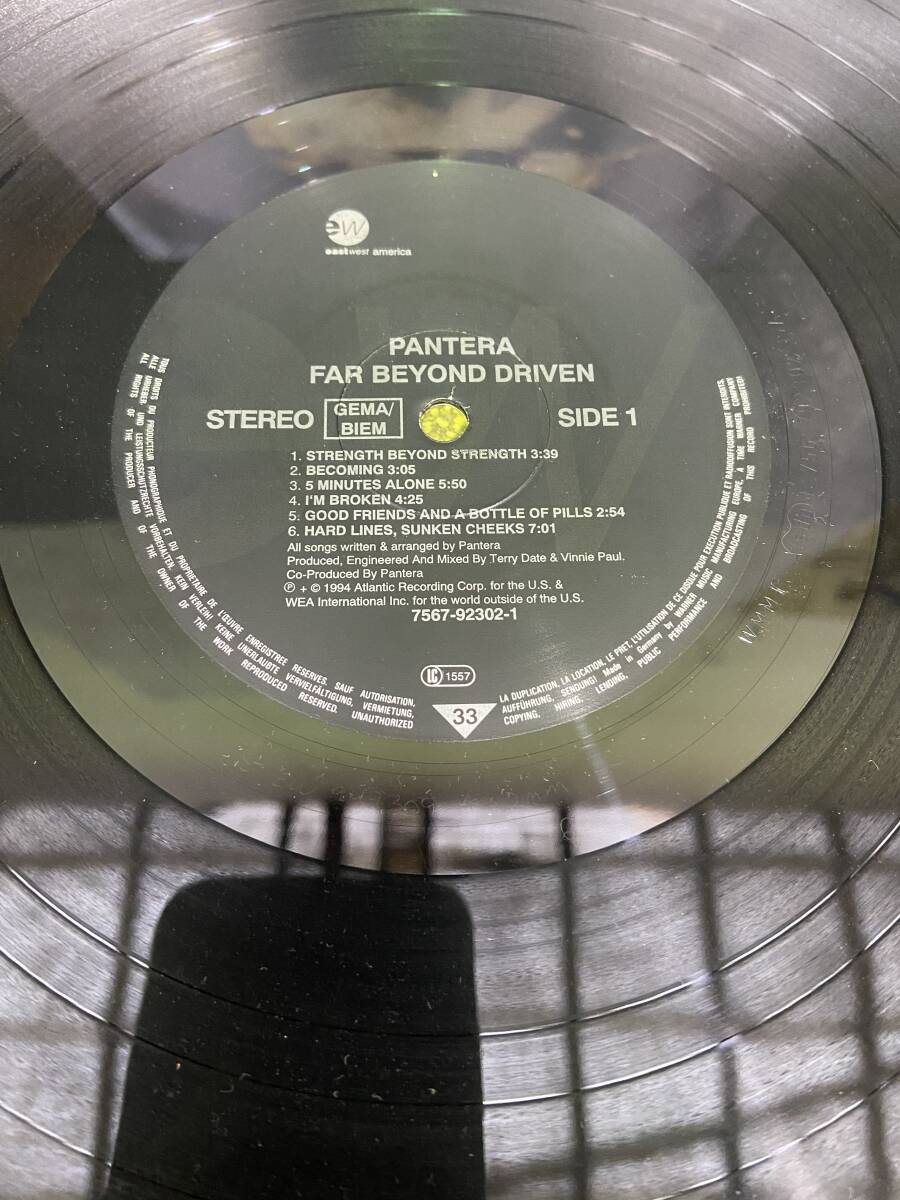 ew
eastwest america
PANTERA
FAR BEYOND DRIVEN
STEREO GEMA/ BIEM SIDE 1
1. STRENGTH BEYOND STRENGTH 3:39
2. BECOMING 3:05
3. 5 MINUTES ALONE 5:50
4. I'M BROKEN 4:25
5. GOOD FRIENDS AND A BOTTLE OF PILLS 2:54
6. HARD LINES, SUNKEN CHEEKS 7:01
All songs written & arranged by Pantera
Produced, Engineered And Mixed By Terry Date & Vinnie Paul.
Co-Produced By Pantera
℗ + © 1994 Atlantic Recording Corp. for the U.S. &
WEA International Inc. for the world outside of the U.S.
7567-92302-1
LC 1557
33
TOUS DROITS DU PRODUCTEUR PHONOGRAPHIQUE ET DU PROPRIETAIRE DE L'ŒUVRE ENREGISTREE RESERVES. SAUF AUTORISATION, LA DUPLICATION, LA LOCATION, LE PRET, L'UTILISATION DE CE DISQUE POUR EXECUTION PUBLIQUE ET RADIODIFFUSION SONT INTERDITS.
ALLE URHEBER- UND LEISTUNGSSCHUTZRECHTE VORBEHALTEN. KEIN VERLEIH! KEINE UNERLAUBTE VERVIELFÄLTIGUNG, VERMIETUNG, AUFFÜHRUNG, SENDUNG! Made in Germany by WARNER MUSIC MANUFACTURING EUROPE, A TIME WARNER COMPANY
ALL RIGHTS OF THE PRODUCER AND OF THE OWNER OF THE WORK REPRODUCED RESERVED. UNAUTHORIZED COPYING, HIRING, LENDING, PUBLIC PERFORMANCE AND BROADCASTING OF THIS RECORD PROHIBITED!